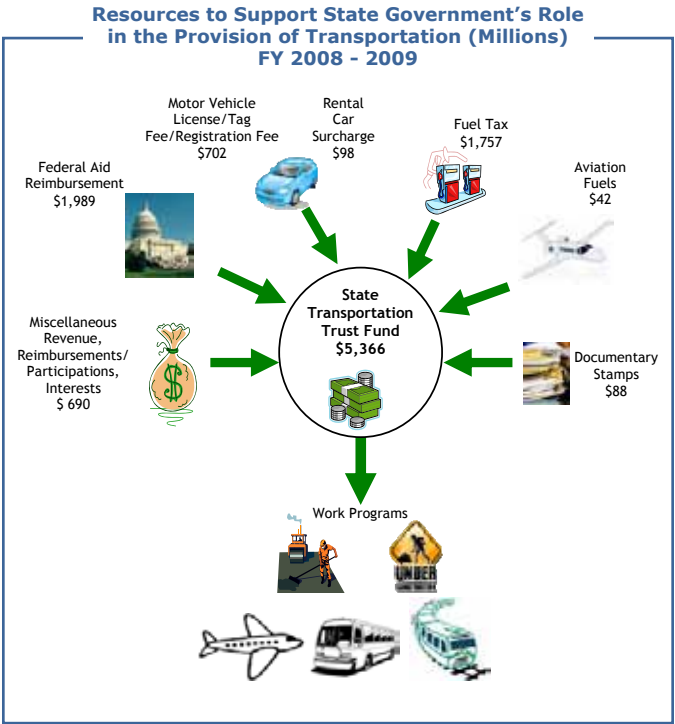 Resources to Support State Government’s Role
in the Provision of Transportation (Millions)
FY 2008 - 2009
Motor Vehicle
License/Tag
Fee/Registration Fee
$702
Rental
Car
Surcharge
$98
Fuel Tax
$1,757
Federal Aid
Reimbursement
$1,989
Aviation
Fuels
$42
State
Transportation
Trust Fund
$5,366
Miscellaneous
Revenue,
Reimbursements/
Participations,
Interests
$ 690
$
Documentary
Stamps
$88
Work Programs
UNDER